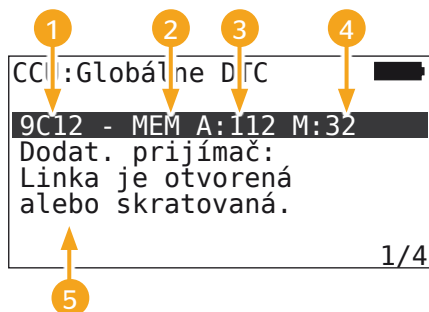 1 2 3 4
CCU:Globálne DTC
9C12 - MEM A:112 M:32
Dodat. prijímač:
Linka je otvorená
alebo skratovaná.
1/4
5